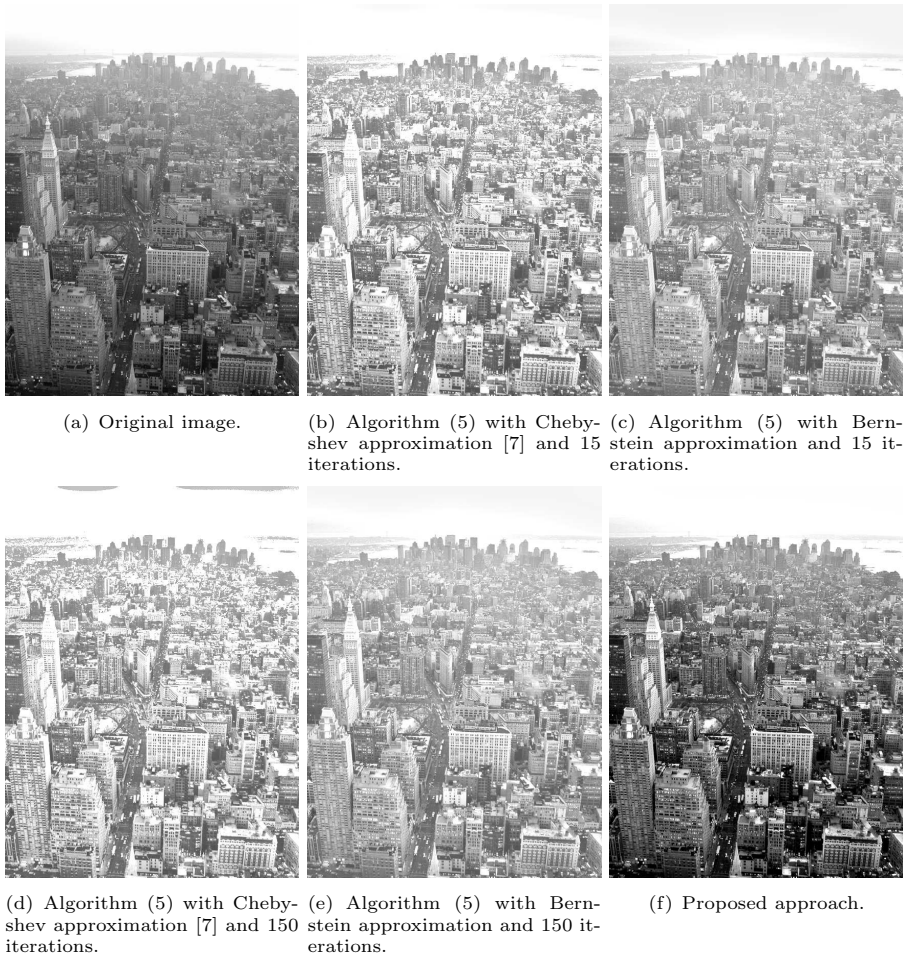 (a) Original image.
(b) Algorithm (5) with Cheby-
shev approximation [7] and 15
iterations.
(c) Algorithm (5) with Bern-
stein approximation and 15 it-
erations.
(d) Algorithm (5) with Cheby-
shev approximation [7] and 150
iterations.
(e) Algorithm (5) with Bern-
stein approximation and 150 it-
erations.
(f) Proposed approach.